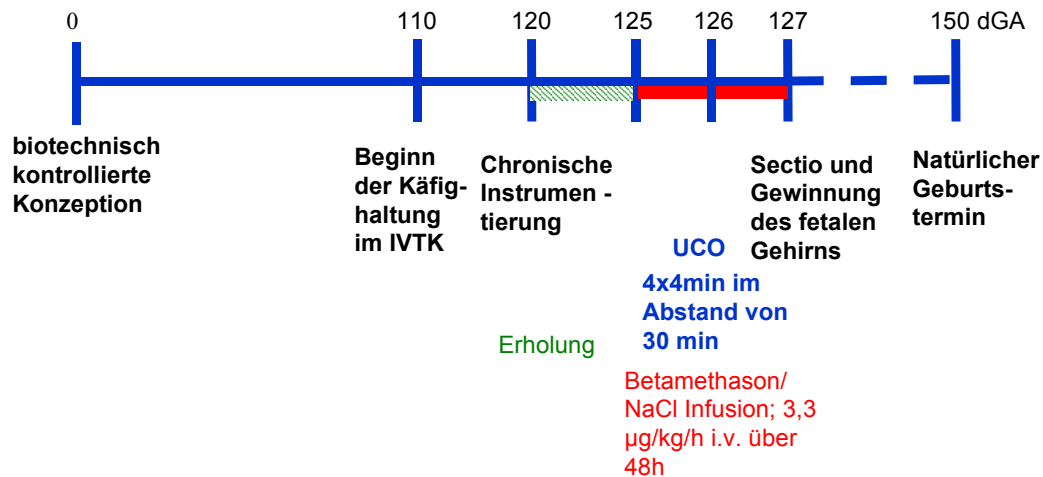 0 110 120 125 126 127 150 dGA
biotechnisch
kontrollierte
Konzeption
Beginn
der Käfig-
haltung
im IVTK
Chronische
Instrumen -
tierung
Sectio und
Gewinnung
des fetalen
Gehirns
Natürlicher
Geburts-
termin
UCO
4x4min im
Abstand von
30 min
Erholung
Betamethason/
NaCl Infusion; 3,3
µg/kg/h i.v. über
48h